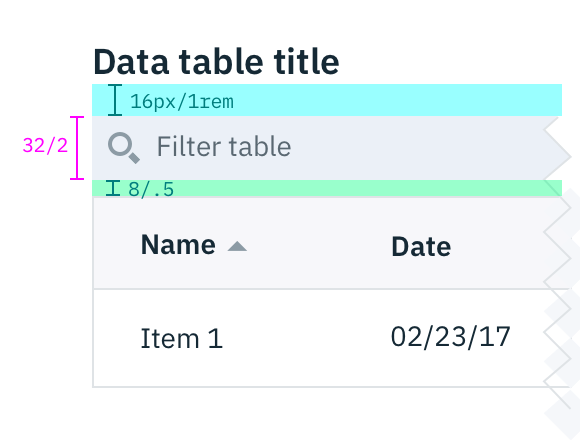 Data table title
16px/1rem
32/2
Filter table
8/.5
Name
Date
Item 1
02/23/17